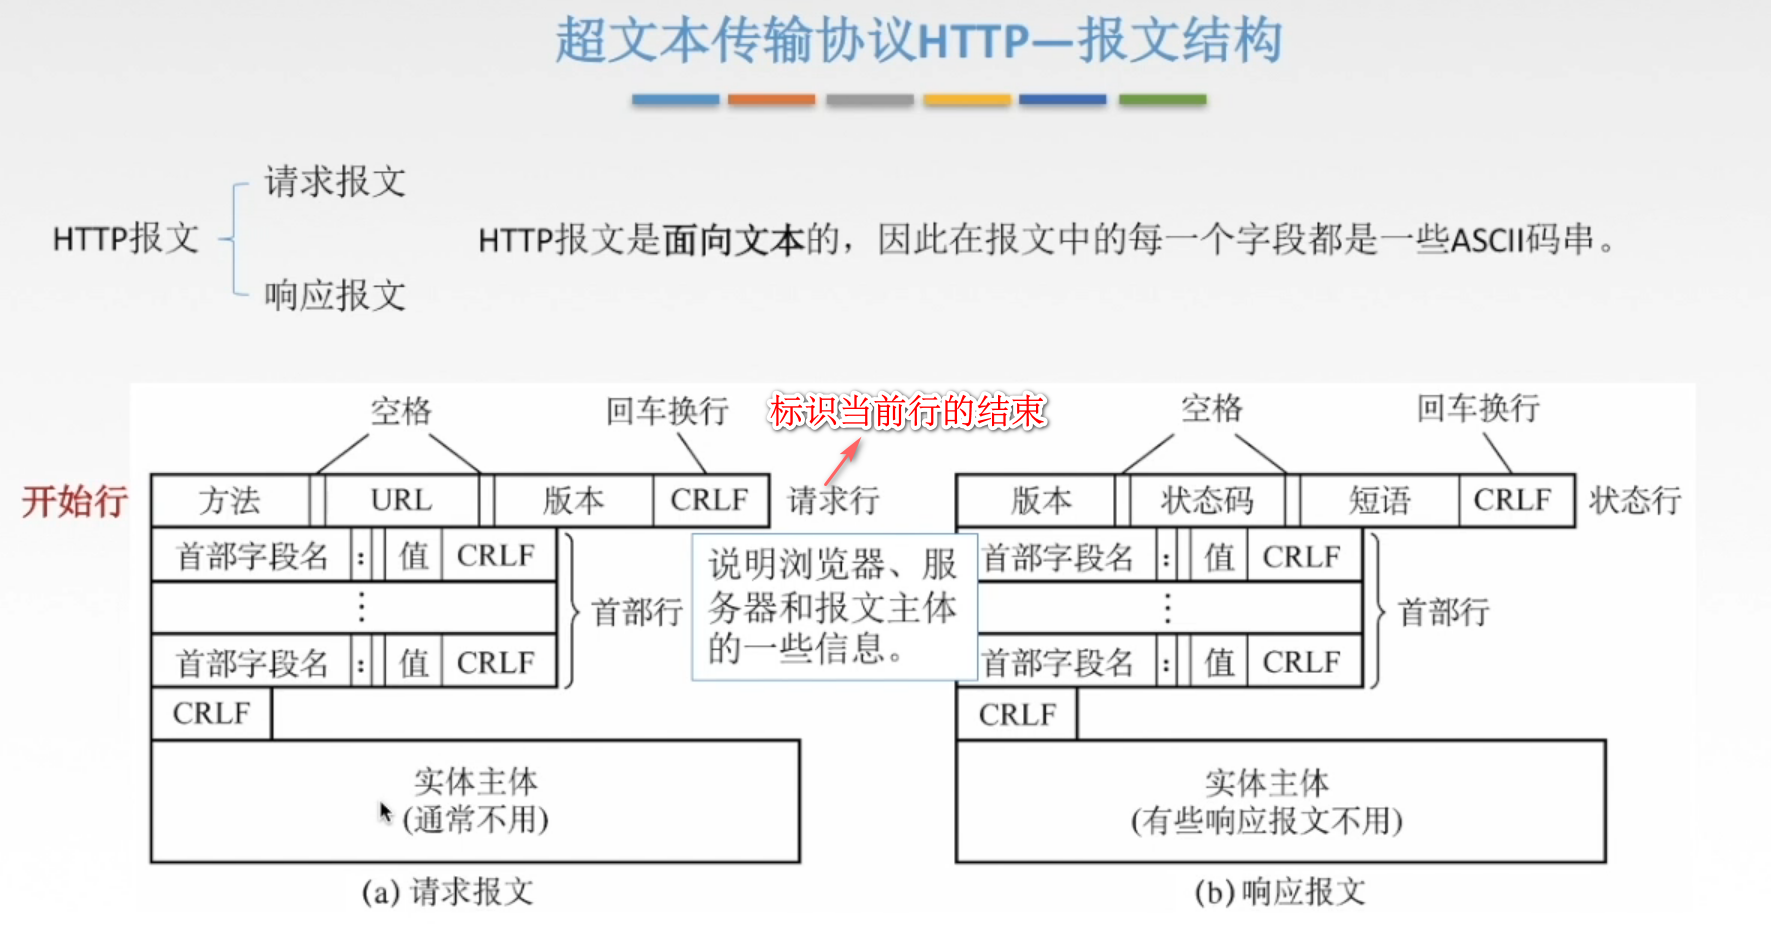 超文本传输协议HTTP—报文结构
请求报文
HTTP报文
HTTP报文是面向文本的，因此在报文中的每一个字段都是一些ASCII码串。
响应报文
空格
回车换行
标识当前行的结束
空格
回车换行
开始行
方法 URL 版本 CRLF 请求行
版本 状态码 短语 CRLF 状态行
首部字段名 : 值 CRLF
⋮
首部字段名 : 值 CRLF
首部行
说明浏览器、服
务器和报文主体
的一些信息。
首部字段名 : 值 CRLF
⋮
首部字段名 : 值 CRLF
首部行
CRLF
CRLF
实体主体
(通常不用)
实体主体
(有些响应报文不用)
(a) 请求报文
(b) 响应报文